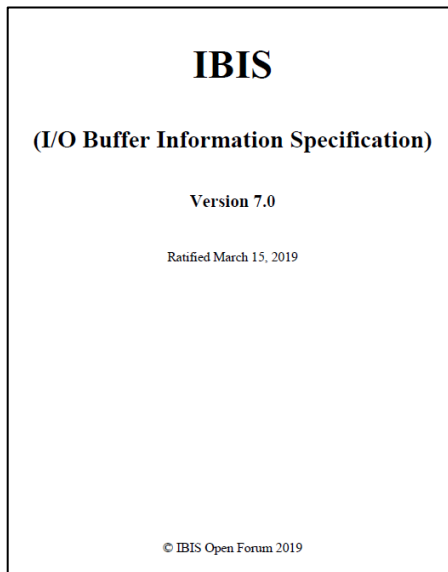 IBIS
(I/O Buffer Information Specification)
Version 7.0
Ratified March 15, 2019
© IBIS Open Forum 2019